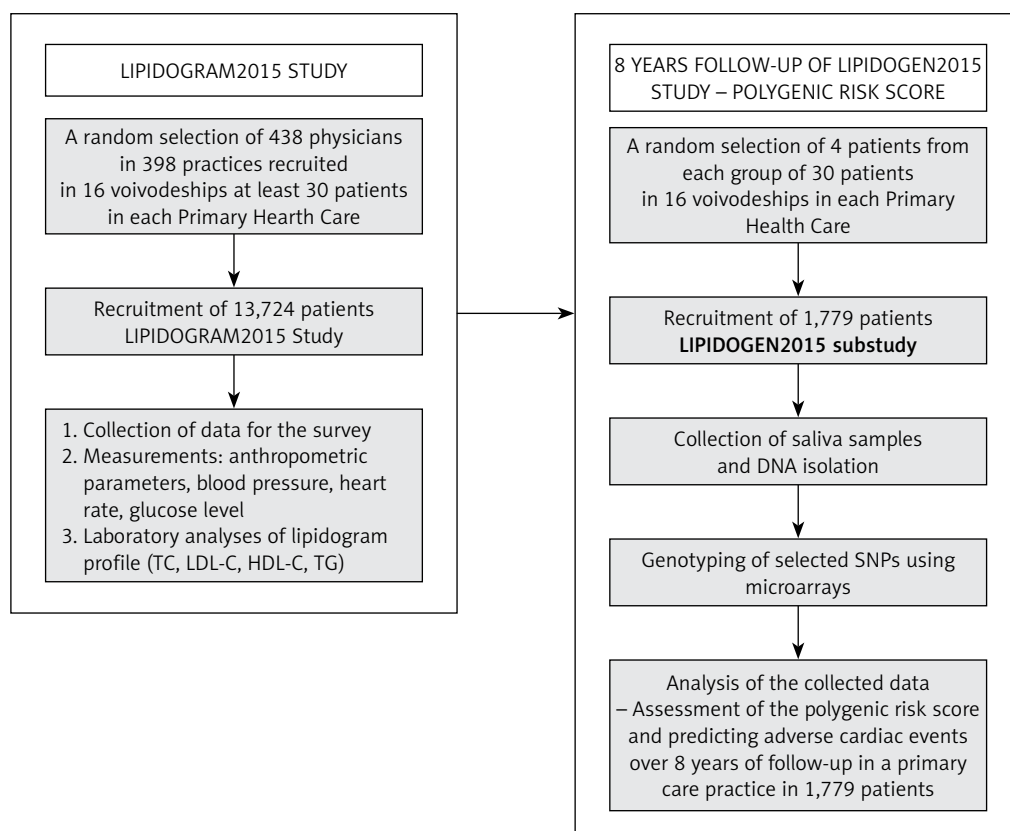 LIPIDOGRAM2015 STUDY
A random selection of 438 physicians
in 398 practices recruited
in 16 voivodeships at least 30 patients
in each Primary Hearth Care
Recruitment of 13,724 patients
LIPIDOGRAM2015 Study
1. Collection of data for the survey
2. Measurements: anthropometric
parameters, blood pressure, heart
rate, glucose level
3. Laboratory analyses of lipidogram
profile (TC, LDL-C, HDL-C, TG)
8 YEARS FOLLOW-UP OF LIPIDOGEN2015
STUDY – POLYGENIC RISK SCORE
A random selection of 4 patients from
each group of 30 patients
in 16 voivodeships in each Primary
Health Care
Recruitment of 1,779 patients
LIPIDOGEN2015 substudy
Collection of saliva samples
and DNA isolation
Genotyping of selected SNPs using
microarrays
Analysis of the collected data
– Assessment of the polygenic risk score
and predicting adverse cardiac events
over 8 years of follow-up in a primary
care practice in 1,779 patients